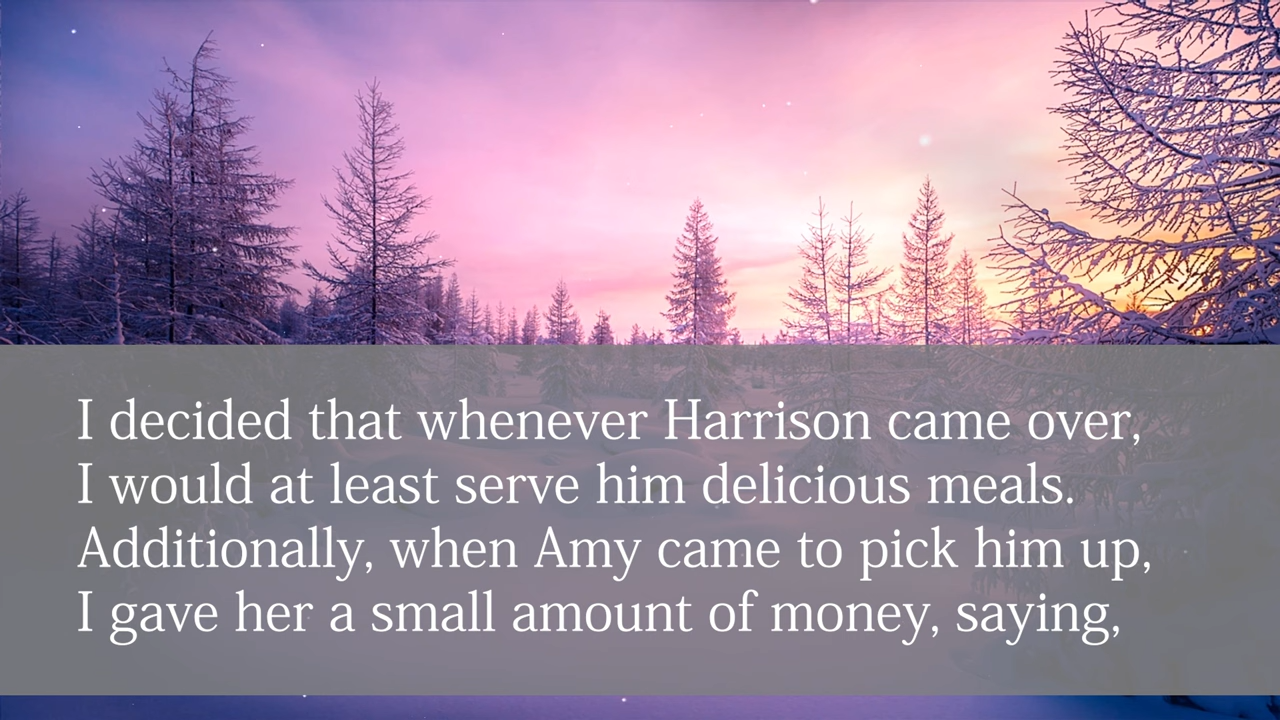 I decided that whenever Harrison came over,
I would at least serve him delicious meals.
Additionally, when Amy came to pick him up,
I gave her a small amount of money, saying,